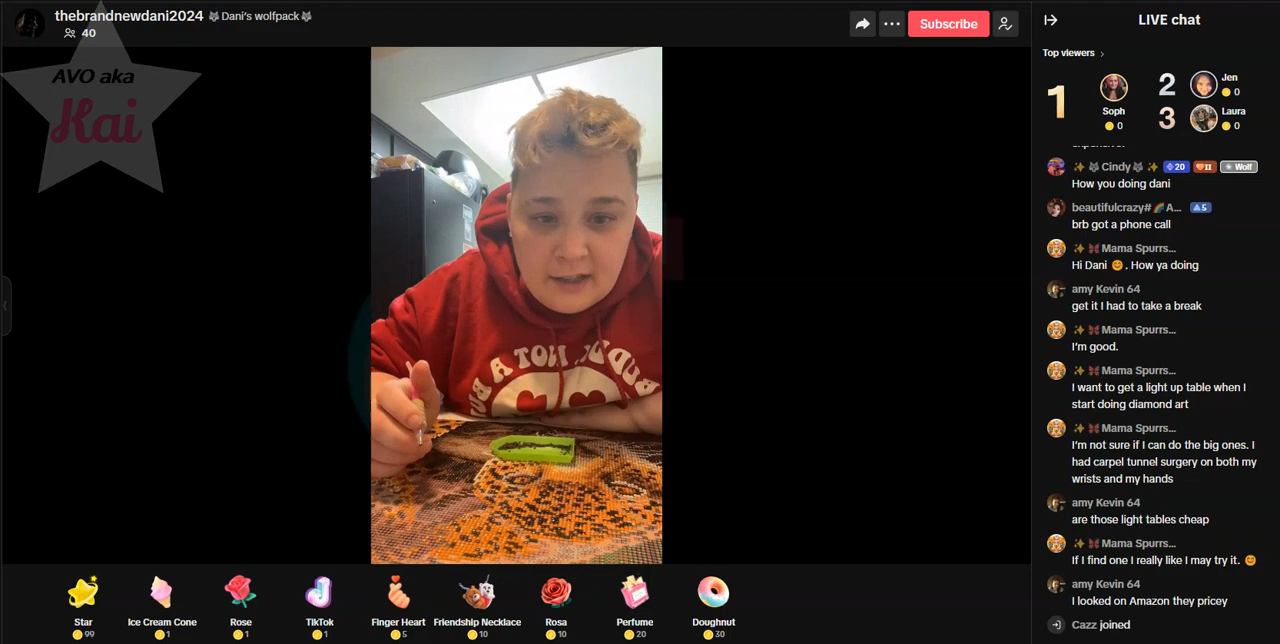 thebrandnewdani2024 🐺Dani's wolfpack🐺
40
Subscribe
AVO aka
Kai
LIVE chat
Top viewers
1
Soph
0
2
Jen
0
3
Laura
0
✨🐺Cindy🐺✨ 20 II Wolf
How you doing dani
beautifulcrazy#🌈A... 5
brb got a phone call
✨🦋Mama Spurrs...
Hi Dani 😊. How ya doing
amy Kevin 64
get it I had to take a break
✨🦋Mama Spurrs...
I'm good.
✨🦋Mama Spurrs...
I want to get a light up table when I
start doing diamond art
✨🦋Mama Spurrs...
I'm not sure if I can do the big ones. I
had carpel tunnel surgery on both my
wrists and my hands
amy Kevin 64
are those light tables cheap
✨🦋Mama Spurrs...
If I find one I really like I may try it. 😊
amy Kevin 64
I looked on Amazon they pricey
Cazz joined
NOT A
Star
99
Ice Cream Cone
1
Rose
1
TikTok
1
Finger Heart
5
Friendship Necklace
10
Rosa
10
Perfume
20
Doughnut
30